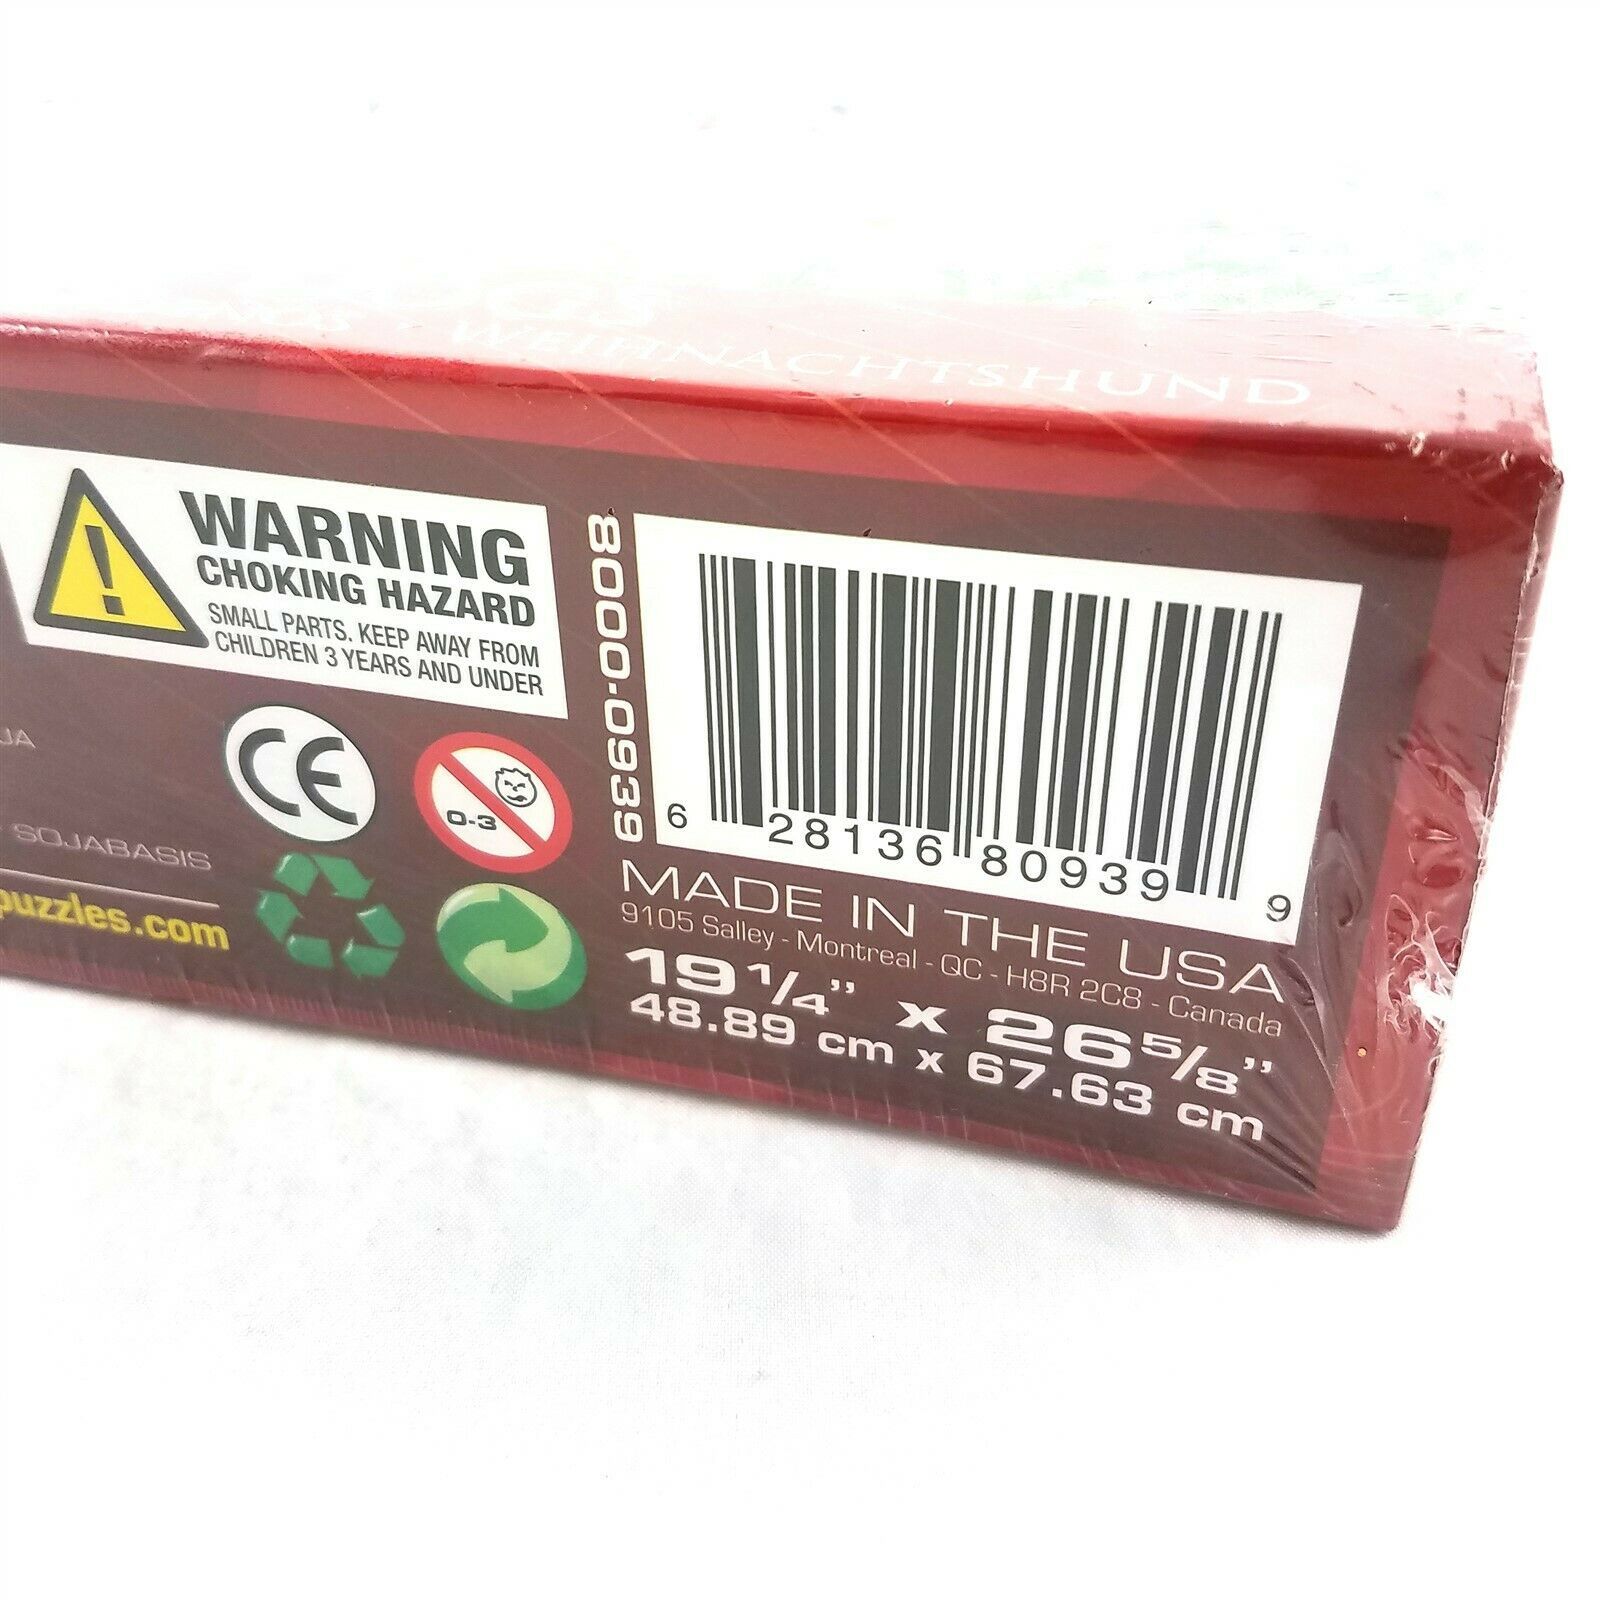 WEIHNACHTSHUND
WARNING
CHOKING HAZARD
SMALL PARTS. KEEP AWAY FROM
CHILDREN 3 YEARS AND UNDER
CE
0-3
SOJABASIS
puzzles.com
8000-0939
6 28136 80939 9
MADE IN THE USA
9105 Salley - Montreal - QC - H8R 2C8 - Canada
19 1/4" x 26 5/8"
48.89 cm x 67.63 cm